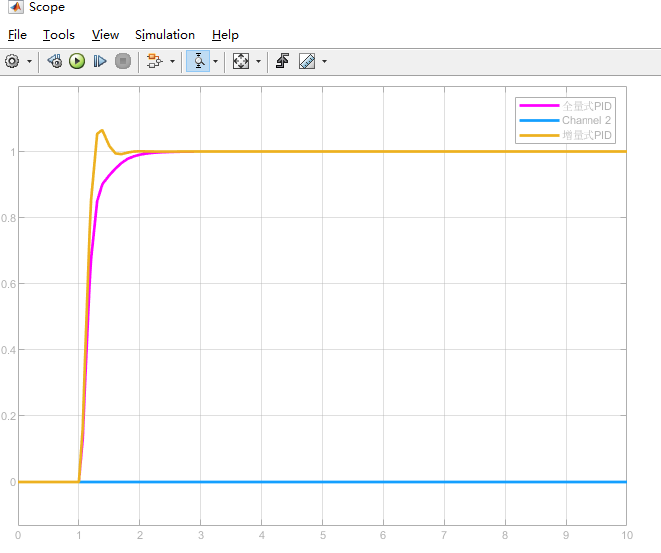 Scope
File Tools View Simulation Help
全量式PID
Channel 2
增量式PID
1
0.8
0.6
0.4
0.2
0
0 1 2 3 4 5 6 7 8 9 10